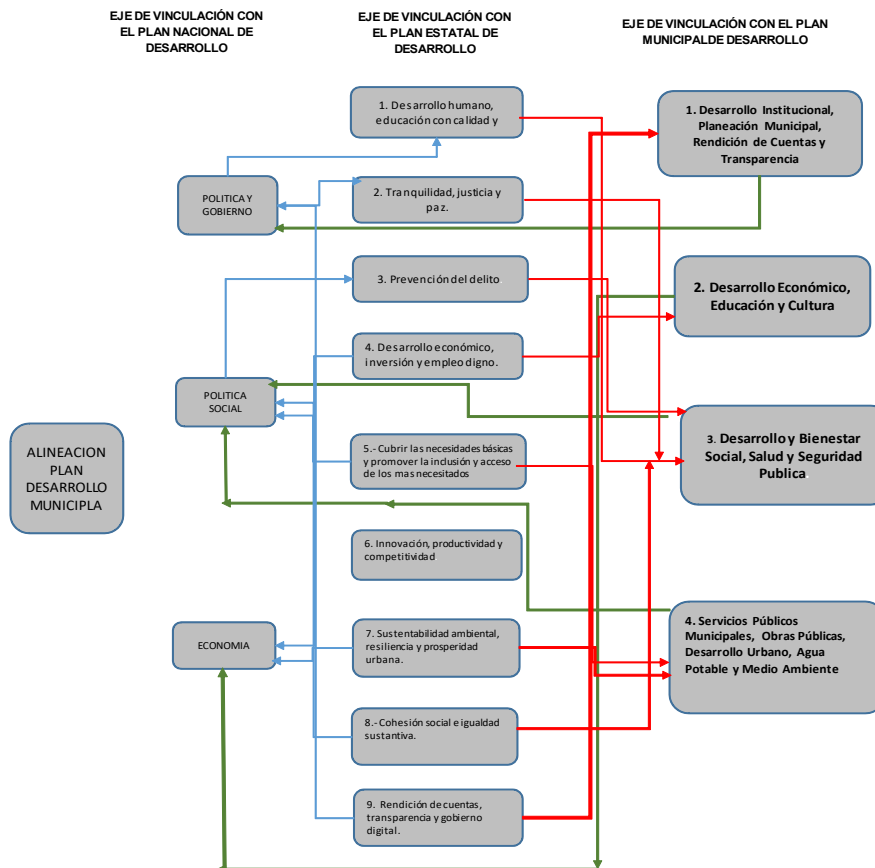 EJE DE VINCULACIÓN CON
EL PLAN NACIONAL DE
DESARROLLO
EJE DE VINCULACIÓN CON
EL PLAN ESTATAL DE
DESARROLLO
EJE DE VINCULACIÓN CON EL PLAN
MUNICIPALDE DESARROLLO
ALINEACION
PLAN
DESARROLLO
MUNICIPLA
POLITICA Y
GOBIERNO
POLITICA
SOCIAL
ECONOMIA
1. Desarrollo humano,
educación con calidad y
2. Tranquilidad, justicia y
paz.
3. Prevención del delito
4. Desarrollo económico,
inversión y empleo digno.
5.- Cubrir las necesidades básicas
y promover la inclusión y acceso
de los mas necesitados
6. Innovación, productividad y
competitividad
7. Sustentabilidad ambiental,
resiliencia y prosperidad
urbana.
8.- Cohesión social e igualdad
sustantiva.
9. Rendición de cuentas,
transparencia y gobierno
digital.
1. Desarrollo Institucional,
Planeación Municipal,
Rendición de Cuentas y
Transparencia
2. Desarrollo Económico,
Educación y Cultura
3. Desarrollo y Bienestar
Social, Salud y Seguridad
Publica
4. Servicios Públicos
Municipales, Obras Públicas,
Desarrollo Urbano, Agua
Potable y Medio Ambiente